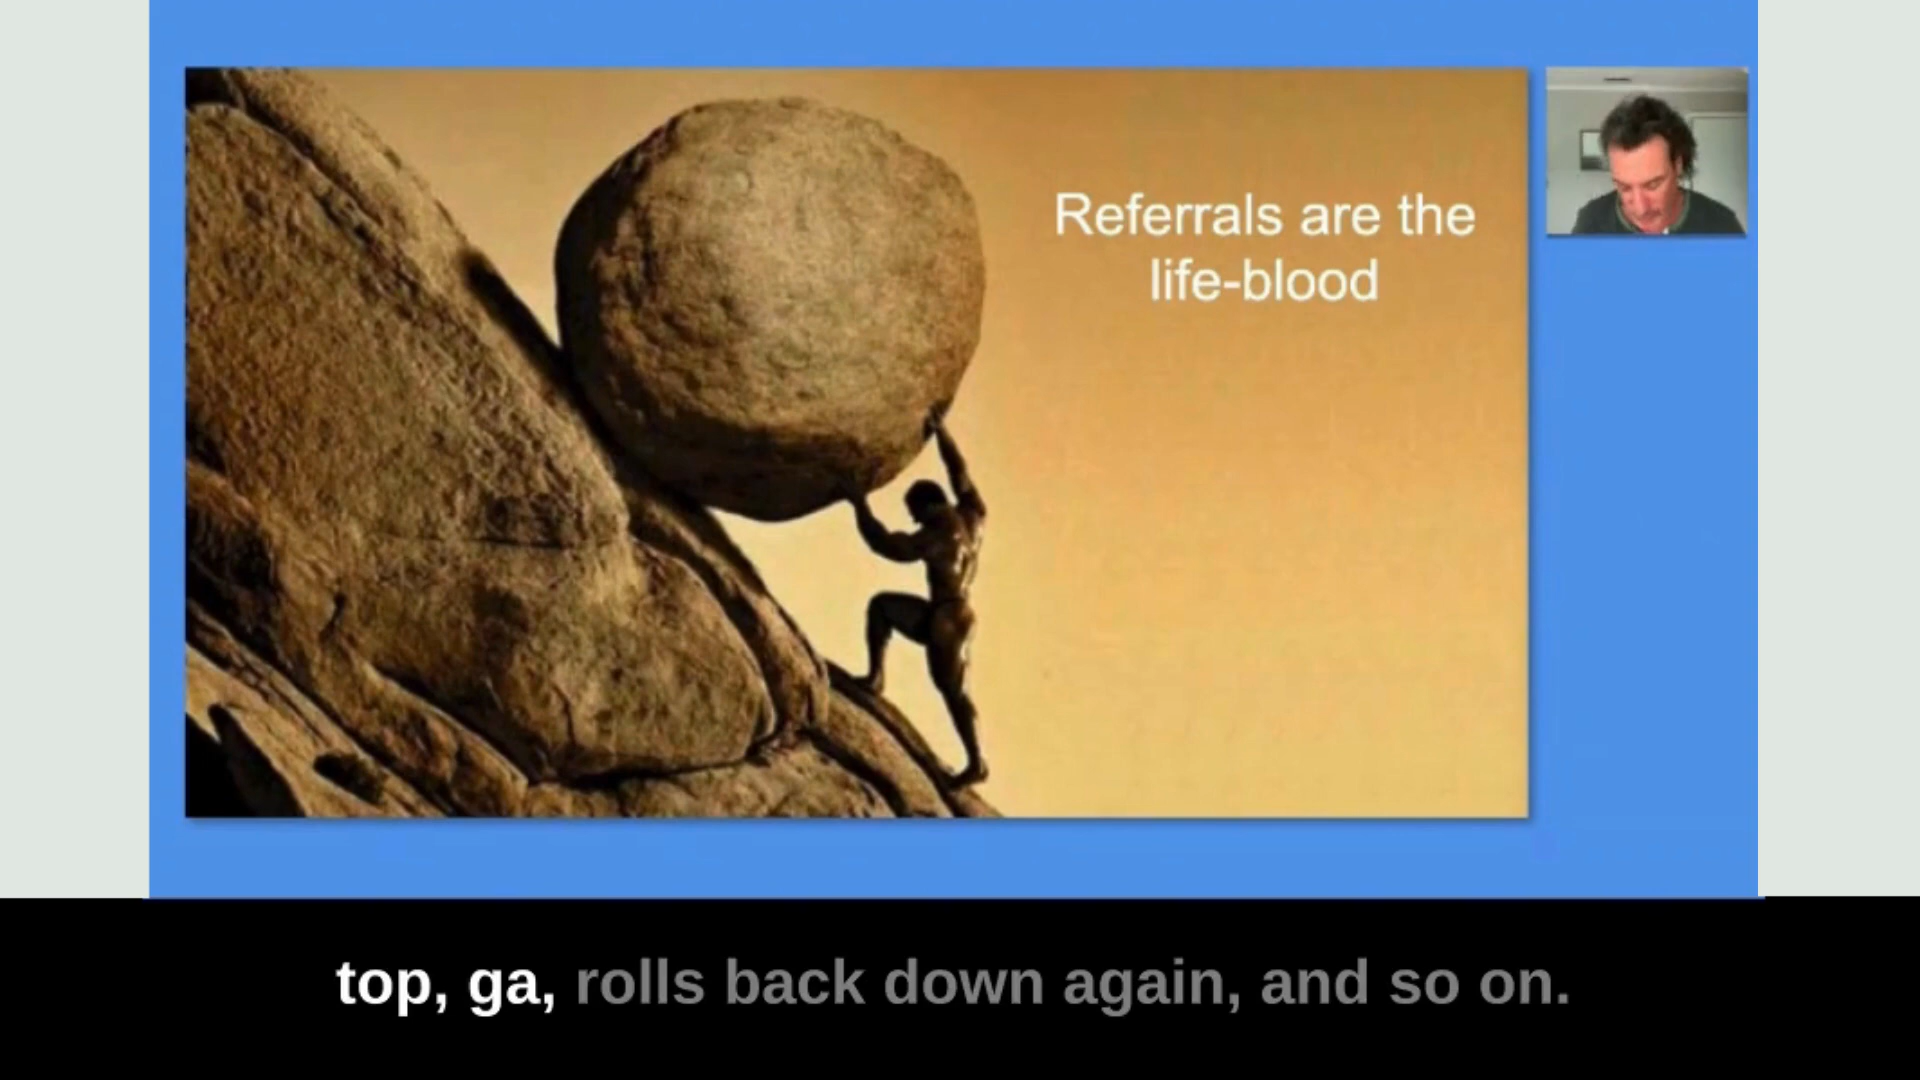 Referrals are the
life-blood
top, ga, rolls back down again, and so on.